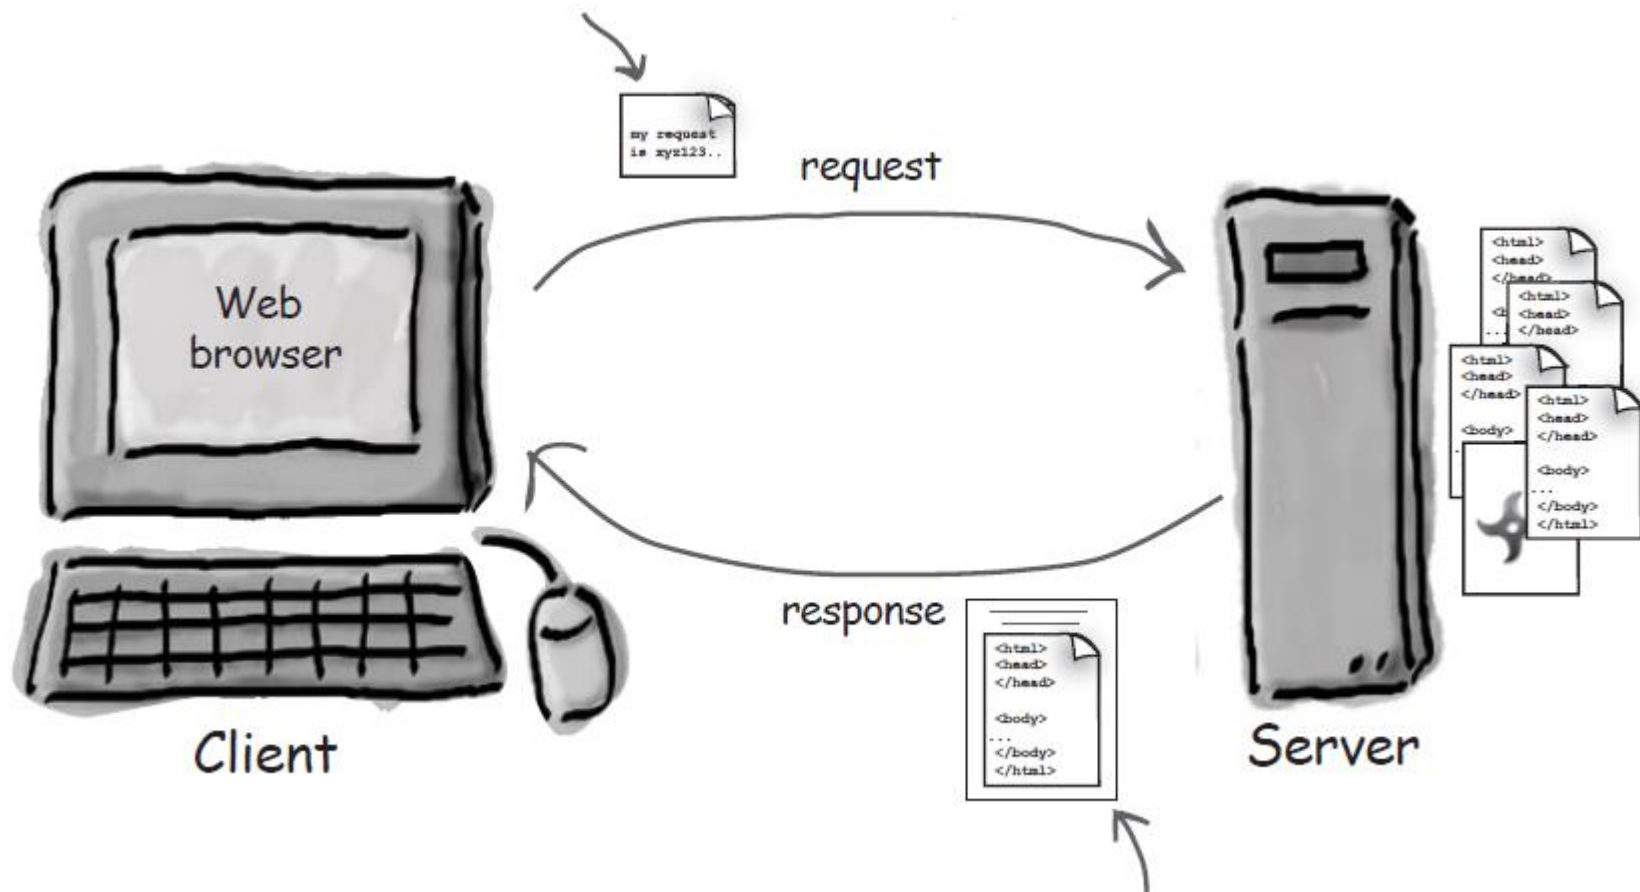 my request
is xyz123..
request
Web
browser
<html>
<head>
</head>
<html>
<head>
</head>
<html>
<head>
</head>
<body>
<html>
<head>
</head>
<body>
...
</body>
</html>
response
<html>
<head>
</head>
<body>
...
</body>
</html>
Client
Server